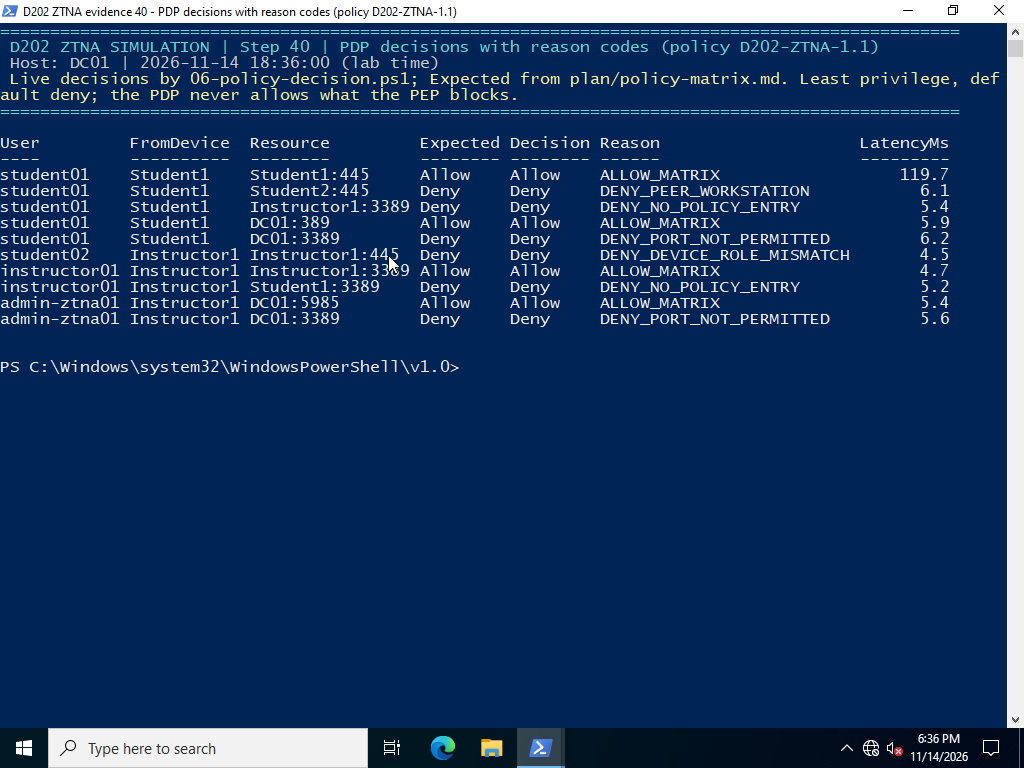 D202 ZTNA evidence 40 - PDP decisions with reason codes (policy D202-ZTNA-1.1)
================================================================================================
D202 ZTNA SIMULATION | Step 40 | PDP decisions with reason codes (policy D202-ZTNA-1.1)
Host: DC01 | 2026-11-14 18:36:00 (lab time)
Live decisions by 06-policy-decision.ps1; Expected from plan/policy-matrix.md. Least privilege, def
ault deny; the PDP never allows what the PEP blocks.
================================================================================================
User FromDevice Resource Expected Decision Reason LatencyMs
---- ---------- -------- -------- -------- ------ ---------
student01 Student1 Student1:445 Allow Allow ALLOW_MATRIX 119.7
student01 Student1 Student2:445 Deny Deny DENY_PEER_WORKSTATION 6.1
student01 Student1 Instructor1:3389 Deny Deny DENY_NO_POLICY_ENTRY 5.4
student01 Student1 DC01:389 Allow Allow ALLOW_MATRIX 5.9
student01 Student1 DC01:3389 Deny Deny DENY_PORT_NOT_PERMITTED 6.2
student02 Instructor1 Instructor1:445 Deny Deny DENY_DEVICE_ROLE_MISMATCH 4.5
instructor01 Instructor1 Instructor1:3389 Allow Allow ALLOW_MATRIX 4.7
instructor01 Instructor1 Student1:3389 Deny Deny DENY_NO_POLICY_ENTRY 5.2
admin-ztna01 Instructor1 DC01:5985 Allow Allow ALLOW_MATRIX 5.4
admin-ztna01 Instructor1 DC01:3389 Deny Deny DENY_PORT_NOT_PERMITTED 5.6
PS C:\Windows\system32\WindowsPowerShell\v1.0>
Type here to search
6:36 PM
11/14/2026